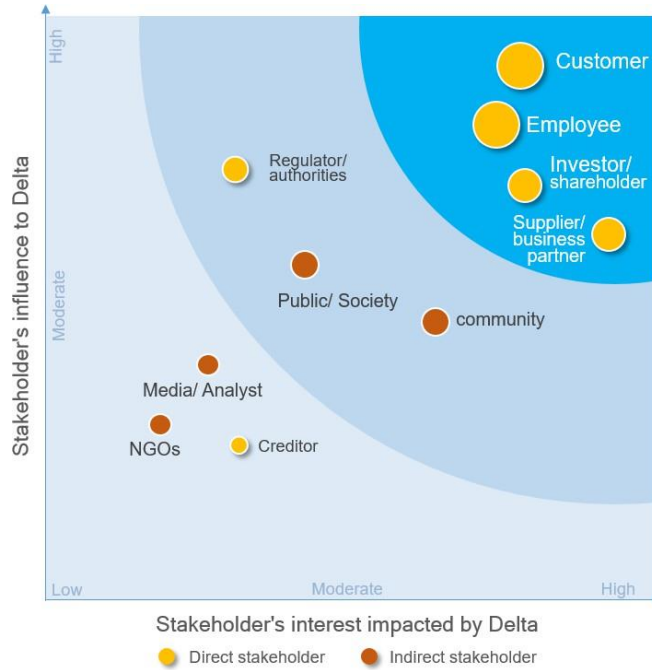 High
Customer
Employee
Regulator/
authorities
Investor/
shareholder
Supplier/
business
partner
Public/ Society
community
Moderate
Media/ Analyst
NGOs
Creditor
Stakeholder's influence to Delta
Low
Moderate
High
Stakeholder's interest impacted by Delta
Direct stakeholder
Indirect stakeholder